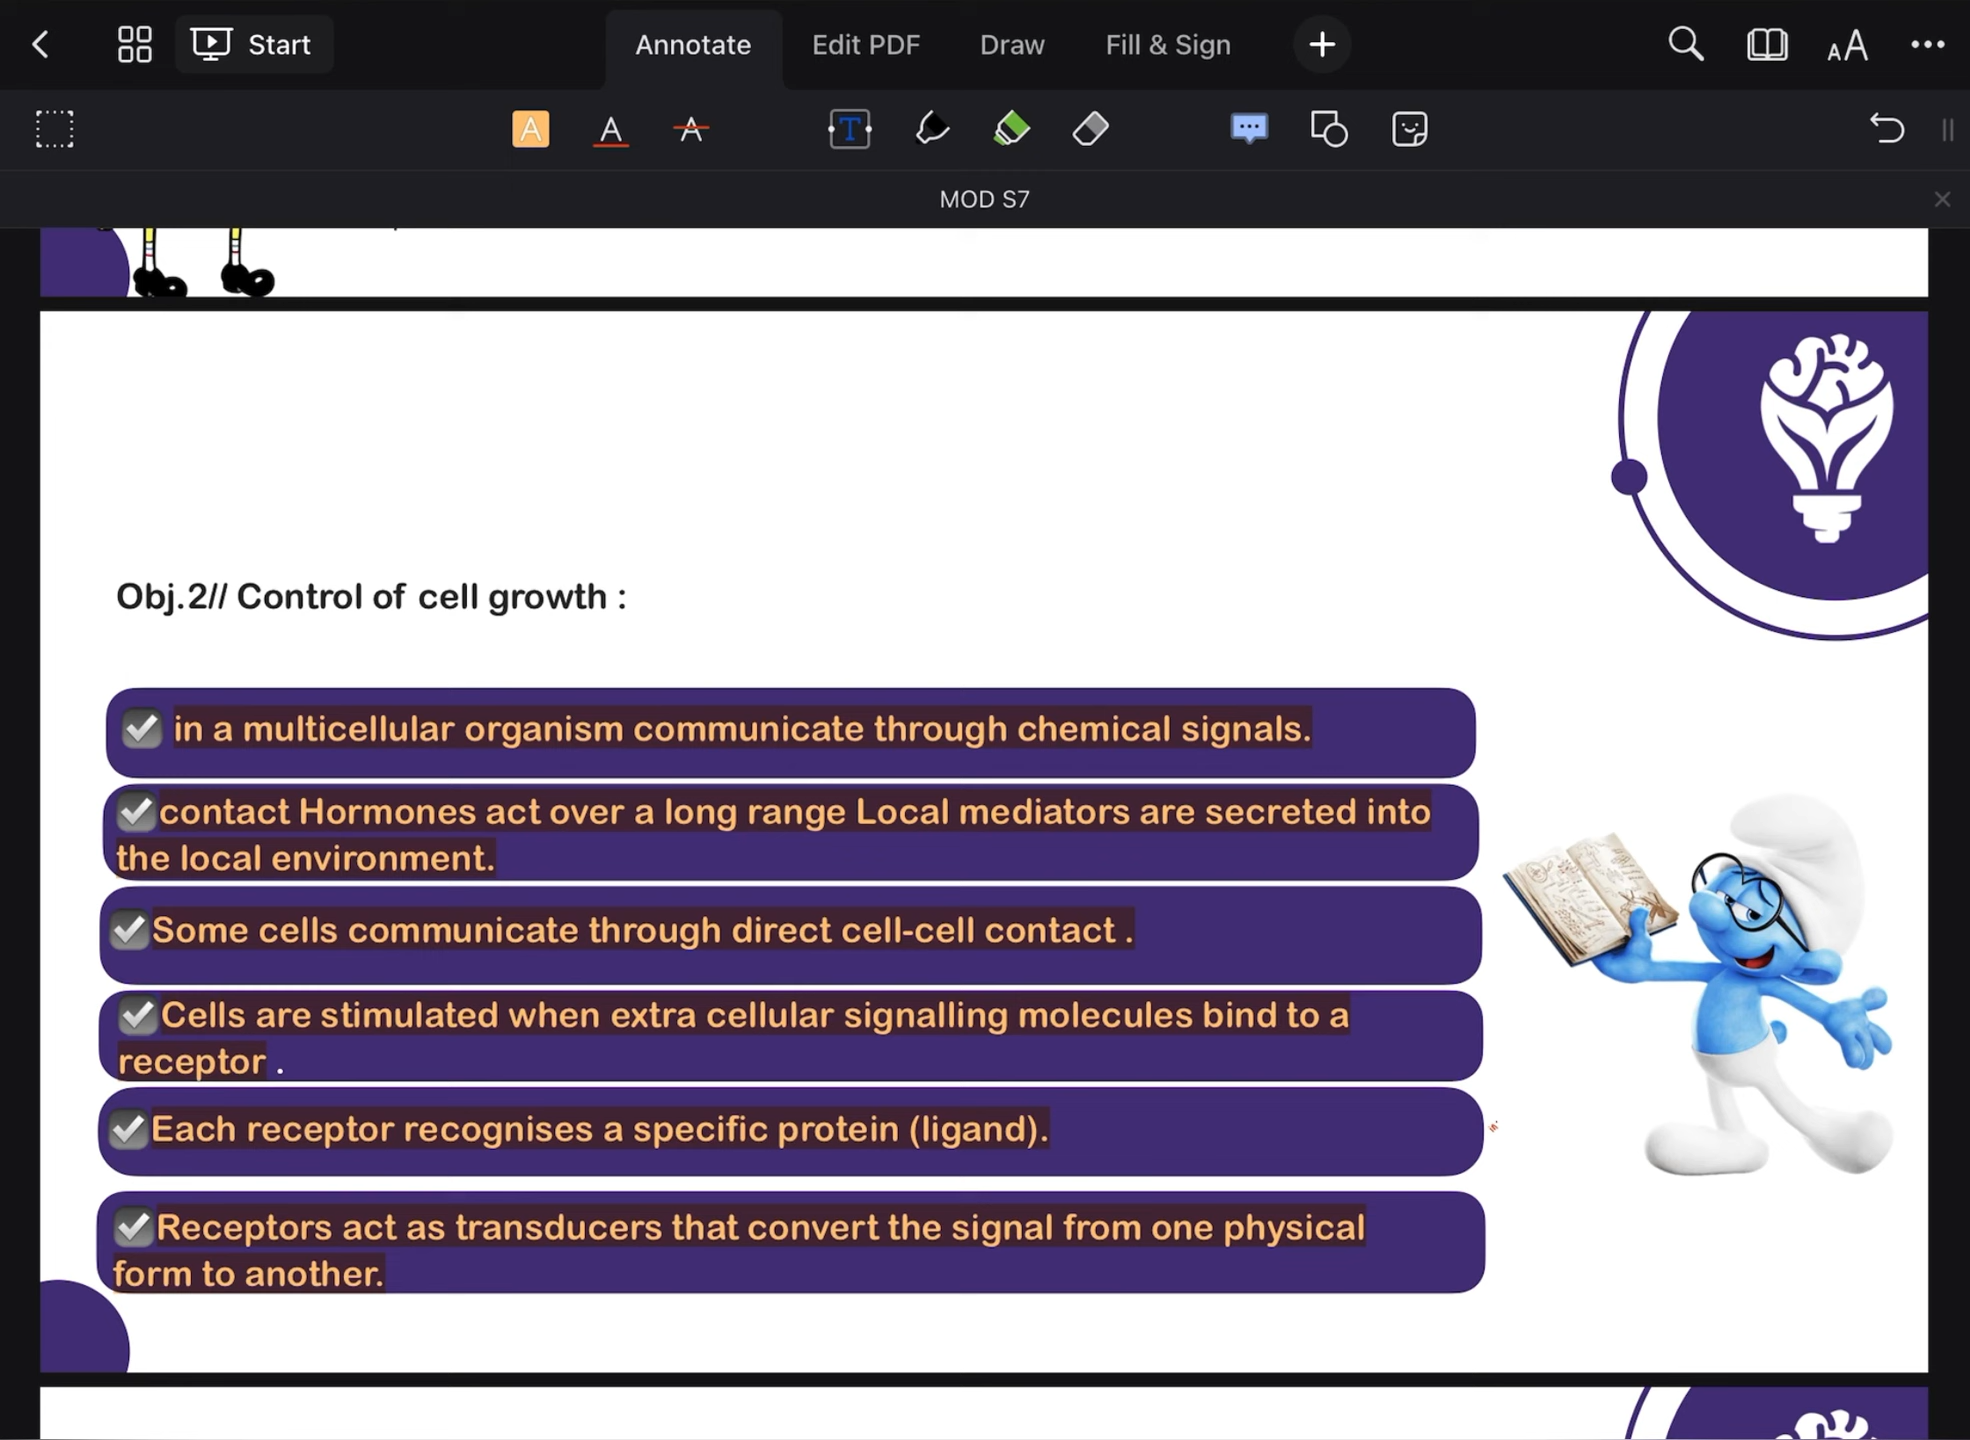 Start
Annotate
Edit PDF
Draw
Fill & Sign
AA
A
A
A
T
MOD S7
Obj.2// Control of cell growth :
in a multicellular organism communicate through chemical signals.
contact Hormones act over a long range Local mediators are secreted into
the local environment.
Some cells communicate through direct cell-cell contact .
Cells are stimulated when extra cellular signalling molecules bind to a
receptor .
Each receptor recognises a specific protein (ligand).
Receptors act as transducers that convert the signal from one physical
form to another.